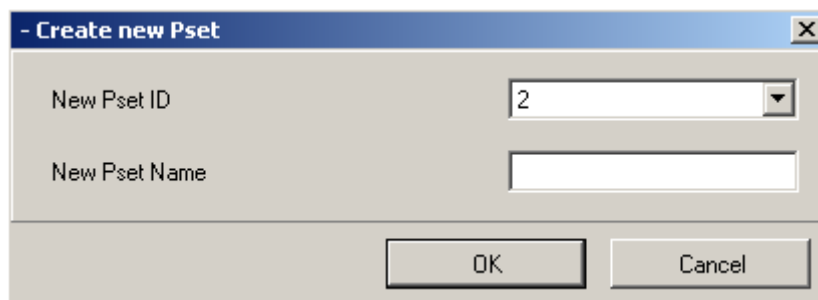 - Create new Pset
New Pset ID
2
New Pset Name
OK
Cancel